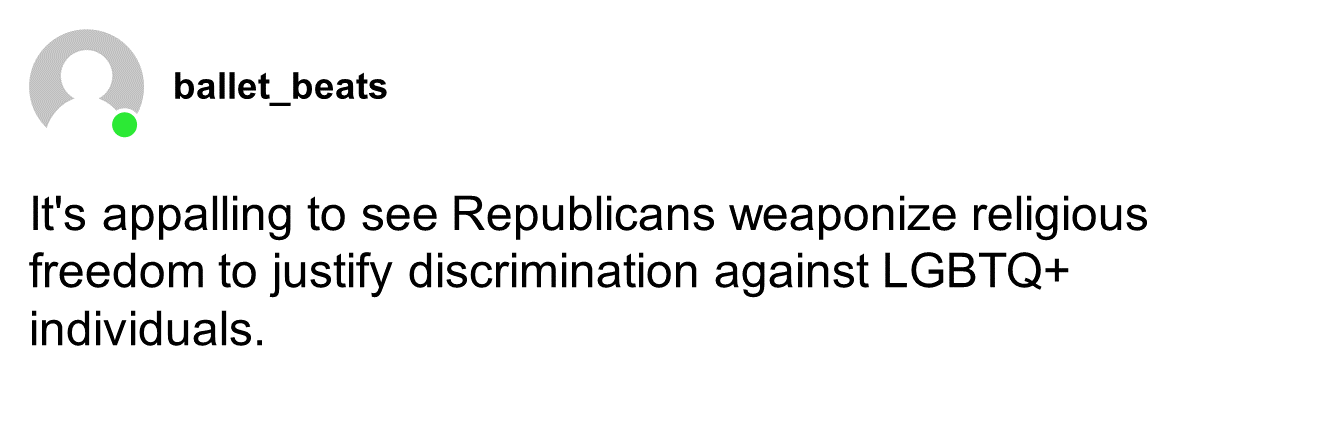 ballet_beats
It's appalling to see Republicans weaponize religious
freedom to justify discrimination against LGBTQ+
individuals.